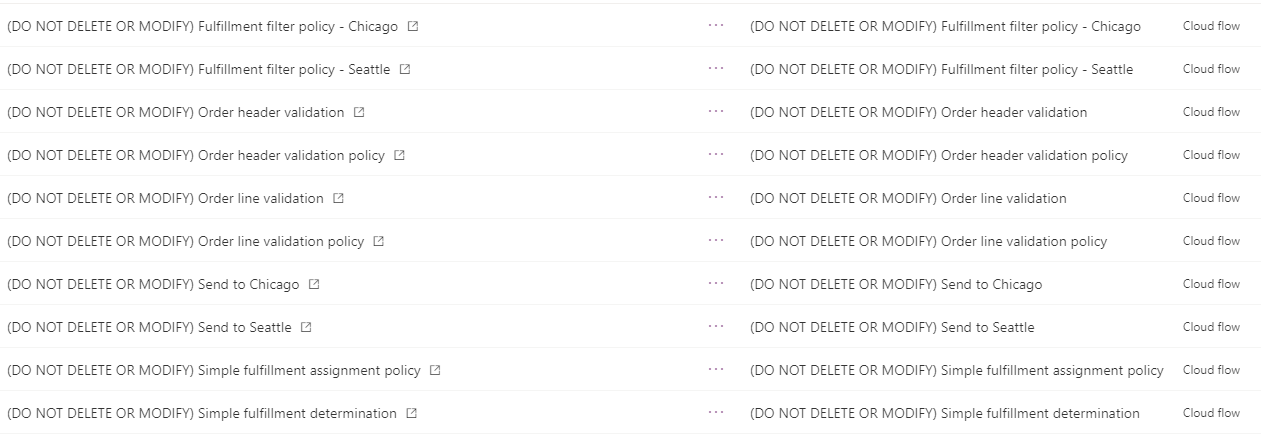 (DO NOT DELETE OR MODIFY) Fulfillment filter policy - Chicago ... (DO NOT DELETE OR MODIFY) Fulfillment filter policy - Chicago Cloud flow
(DO NOT DELETE OR MODIFY) Fulfillment filter policy - Seattle ... (DO NOT DELETE OR MODIFY) Fulfillment filter policy - Seattle Cloud flow
(DO NOT DELETE OR MODIFY) Order header validation ... (DO NOT DELETE OR MODIFY) Order header validation Cloud flow
(DO NOT DELETE OR MODIFY) Order header validation policy ... (DO NOT DELETE OR MODIFY) Order header validation policy Cloud flow
(DO NOT DELETE OR MODIFY) Order line validation ... (DO NOT DELETE OR MODIFY) Order line validation Cloud flow
(DO NOT DELETE OR MODIFY) Order line validation policy ... (DO NOT DELETE OR MODIFY) Order line validation policy Cloud flow
(DO NOT DELETE OR MODIFY) Send to Chicago ... (DO NOT DELETE OR MODIFY) Send to Chicago Cloud flow
(DO NOT DELETE OR MODIFY) Send to Seattle ... (DO NOT DELETE OR MODIFY) Send to Seattle Cloud flow
(DO NOT DELETE OR MODIFY) Simple fulfillment assignment policy ... (DO NOT DELETE OR MODIFY) Simple fulfillment assignment policy Cloud flow
(DO NOT DELETE OR MODIFY) Simple fulfillment determination ... (DO NOT DELETE OR MODIFY) Simple fulfillment determination Cloud flow